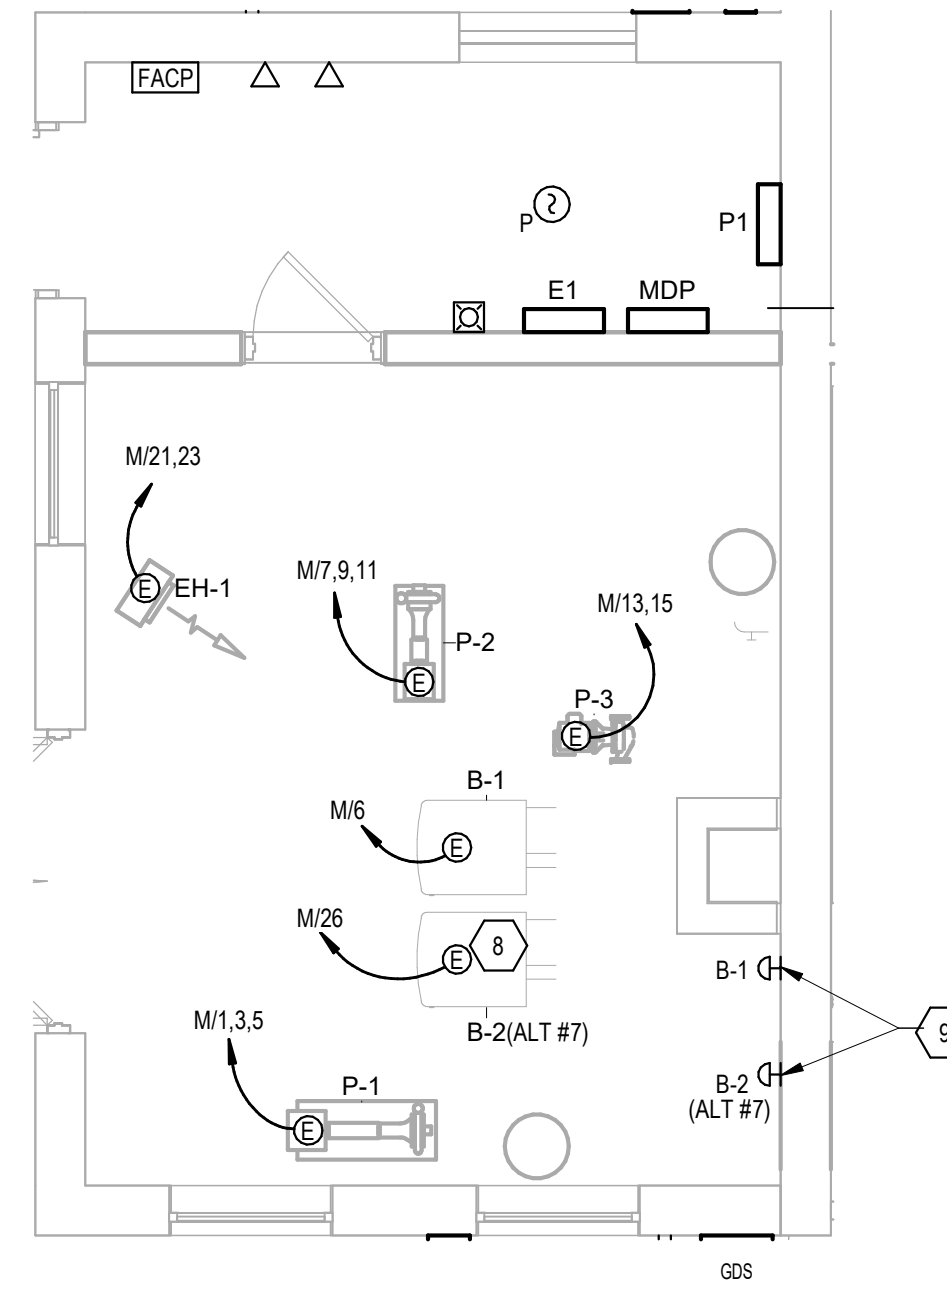 FACP
P
P1
E1
MDP
M/21,23
E
EH-1
M/7,9,11
P-2
E
M/13,15
P-3
E
B-1
M/6
E
M/26
8
E
B-1
B-2(ALT #7)
9
M/1,3,5
B-2
(ALT #7)
P-1
E
GDS